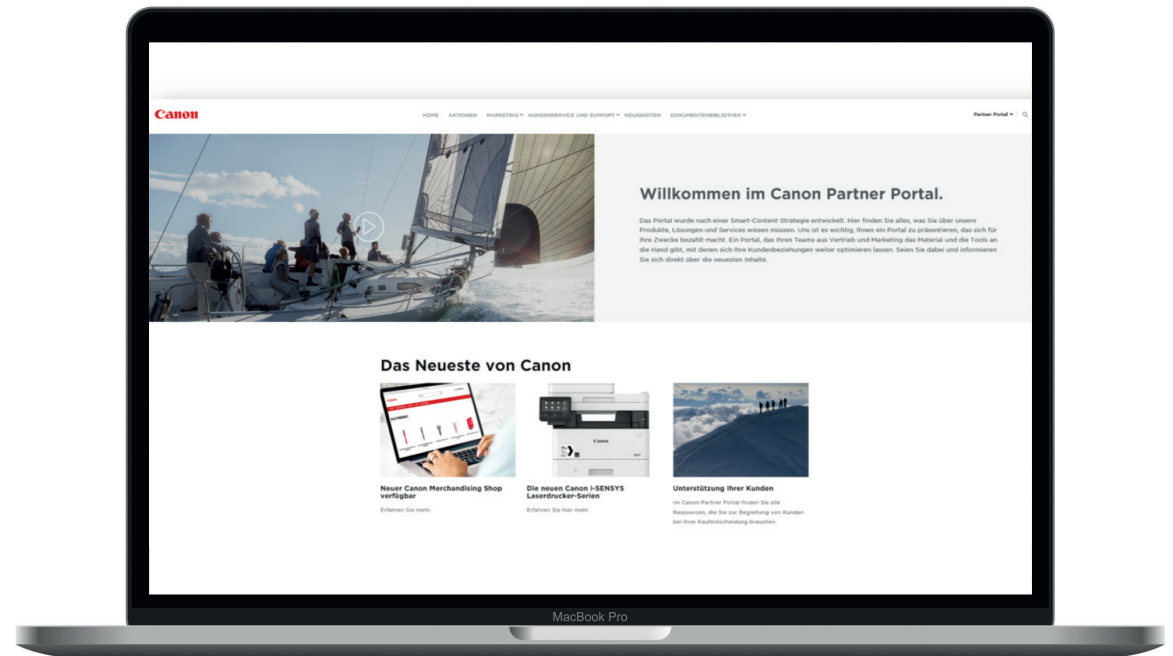 Canon
HOME AKTIONEN MARKETING KUNDENSERVICE UND SUPPORT NEUIGKEITEN DOKUMENTENBIBLIOTHEK
Partner Portal
Willkommen im Canon Partner Portal.
Das Portal wurde nach einer Smart-Content-Strategie entwickelt. Hier finden Sie alles, was Sie über unsere
Produkte, Lösungen und Services wissen müssen. Uns ist es wichtig, Ihnen ein Portal zu präsentieren, das sich für
Ihre Zwecke bezahlt macht. Ein Portal, das Ihren Teams aus Vertrieb und Marketing das Material und die Tools an
die Hand gibt, mit denen sich Ihre Kundenbeziehungen weiter optimieren lassen. Seien Sie dabei und informieren
Sie sich direkt über die neuesten Inhalte.
Das Neueste von Canon
Canon
Neuer Canon Merchandising Shop
verfügbar
Erfahren Sie mehr.
Die neuen Canon i-SENSYS
Laserdrucker-Serien
Erfahren Sie hier mehr.
Unterstützung Ihrer Kunden
Im Canon Partner Portal finden Sie alle
Ressourcen, die Sie zur Begleitung von Kunden
bei ihrer Kaufentscheidung brauchen.
MacBook Pro